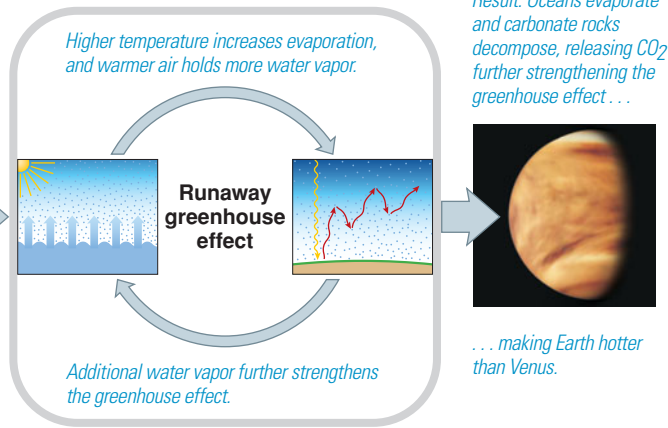 Higher temperature increases evaporation,
and warmer air holds more water vapor.
Runaway
greenhouse
effect
Additional water vapor further strengthens
the greenhouse effect.
Result: Oceans evaporate
and carbonate rocks
decompose, releasing CO2
further strengthening the
greenhouse effect . . .
. . . making Earth hotter
than Venus.